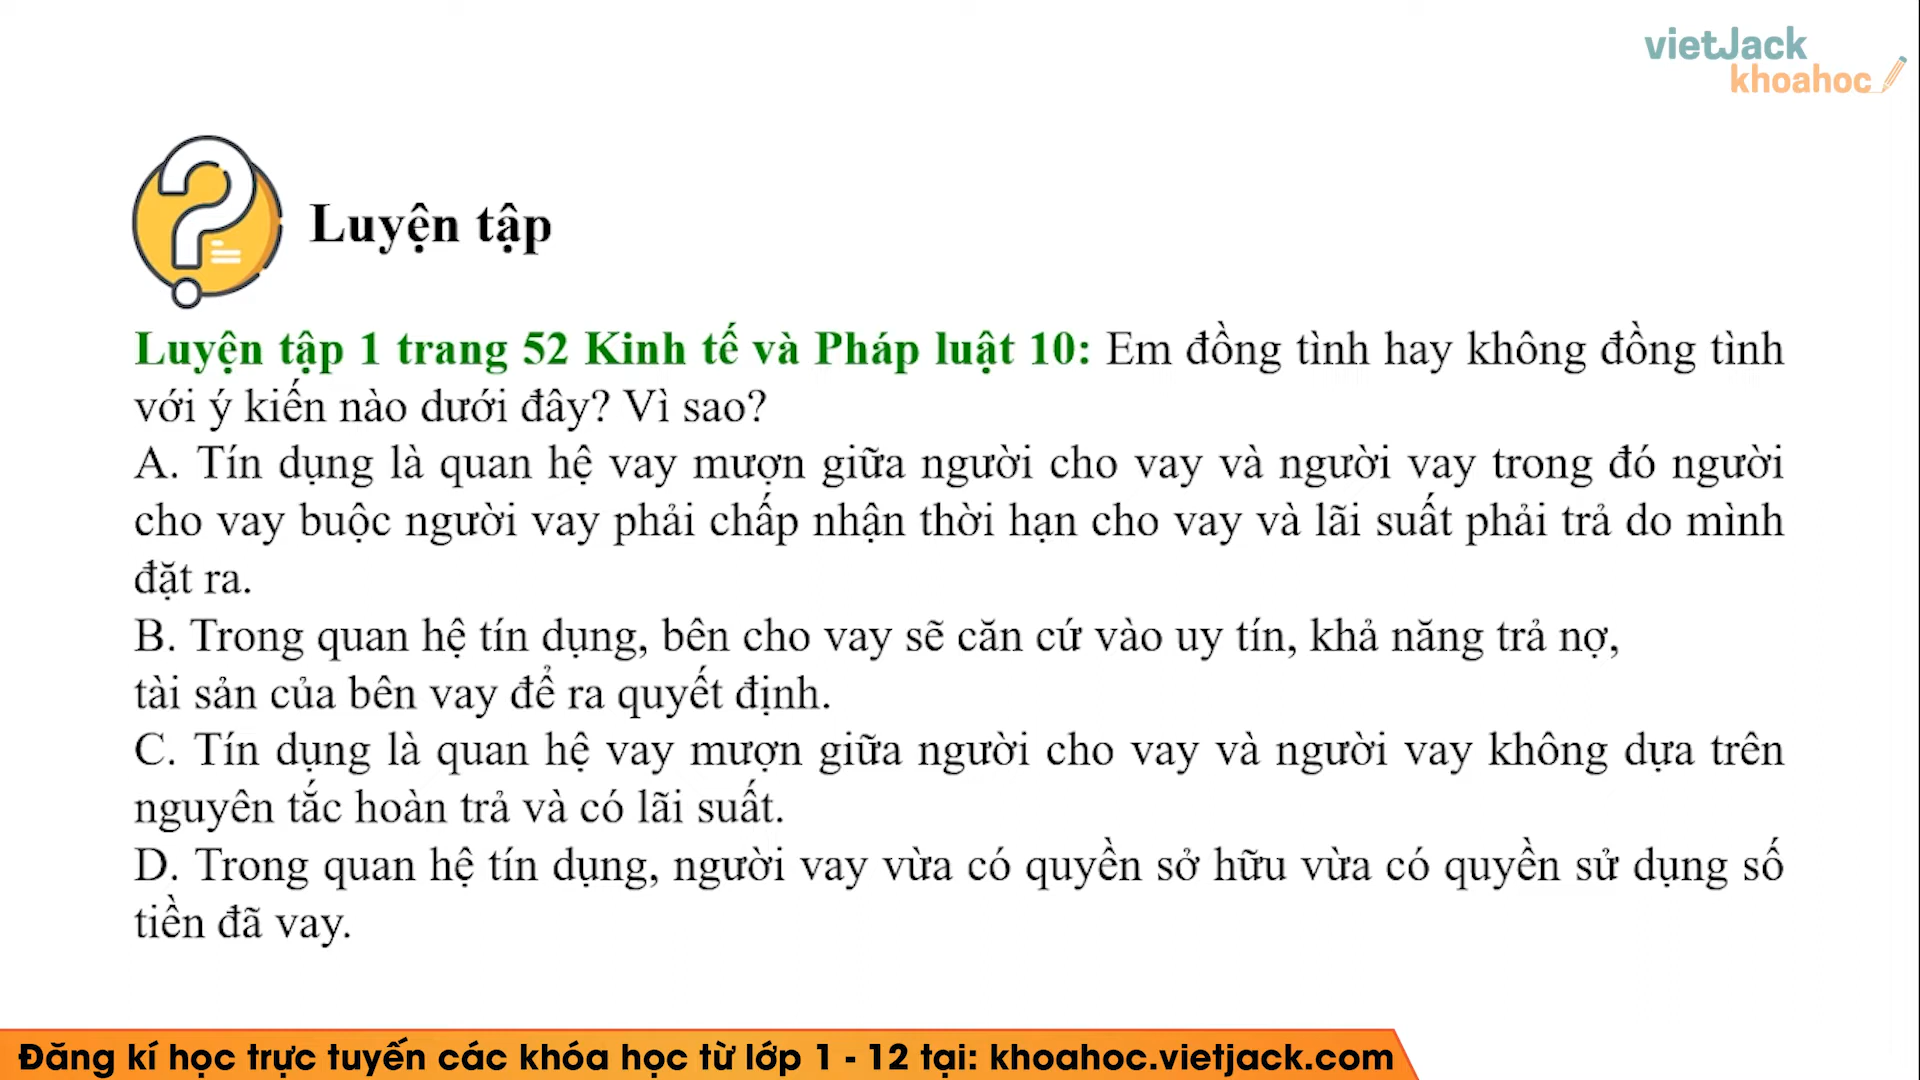 vietJack
khoahoc
Luyện tập
Luyện tập 1 trang 52 Kinh tế và Pháp luật 10: Em đồng tình hay không đồng tình
với ý kiến nào dưới đây? Vì sao?
A. Tín dụng là quan hệ vay mượn giữa người cho vay và người vay trong đó người
cho vay buộc người vay phải chấp nhận thời hạn cho vay và lãi suất phải trả do mình
đặt ra.
B. Trong quan hệ tín dụng, bên cho vay sẽ căn cứ vào uy tín, khả năng trả nợ,
tài sản của bên vay để ra quyết định.
C. Tín dụng là quan hệ vay mượn giữa người cho vay và người vay không dựa trên
nguyên tắc hoàn trả và có lãi suất.
D. Trong quan hệ tín dụng, người vay vừa có quyền sở hữu vừa có quyền sử dụng số
tiền đã vay.
Đăng kí học trực tuyến các khóa học từ lớp 1 - 12 tại: khoahoc.vietjack.com